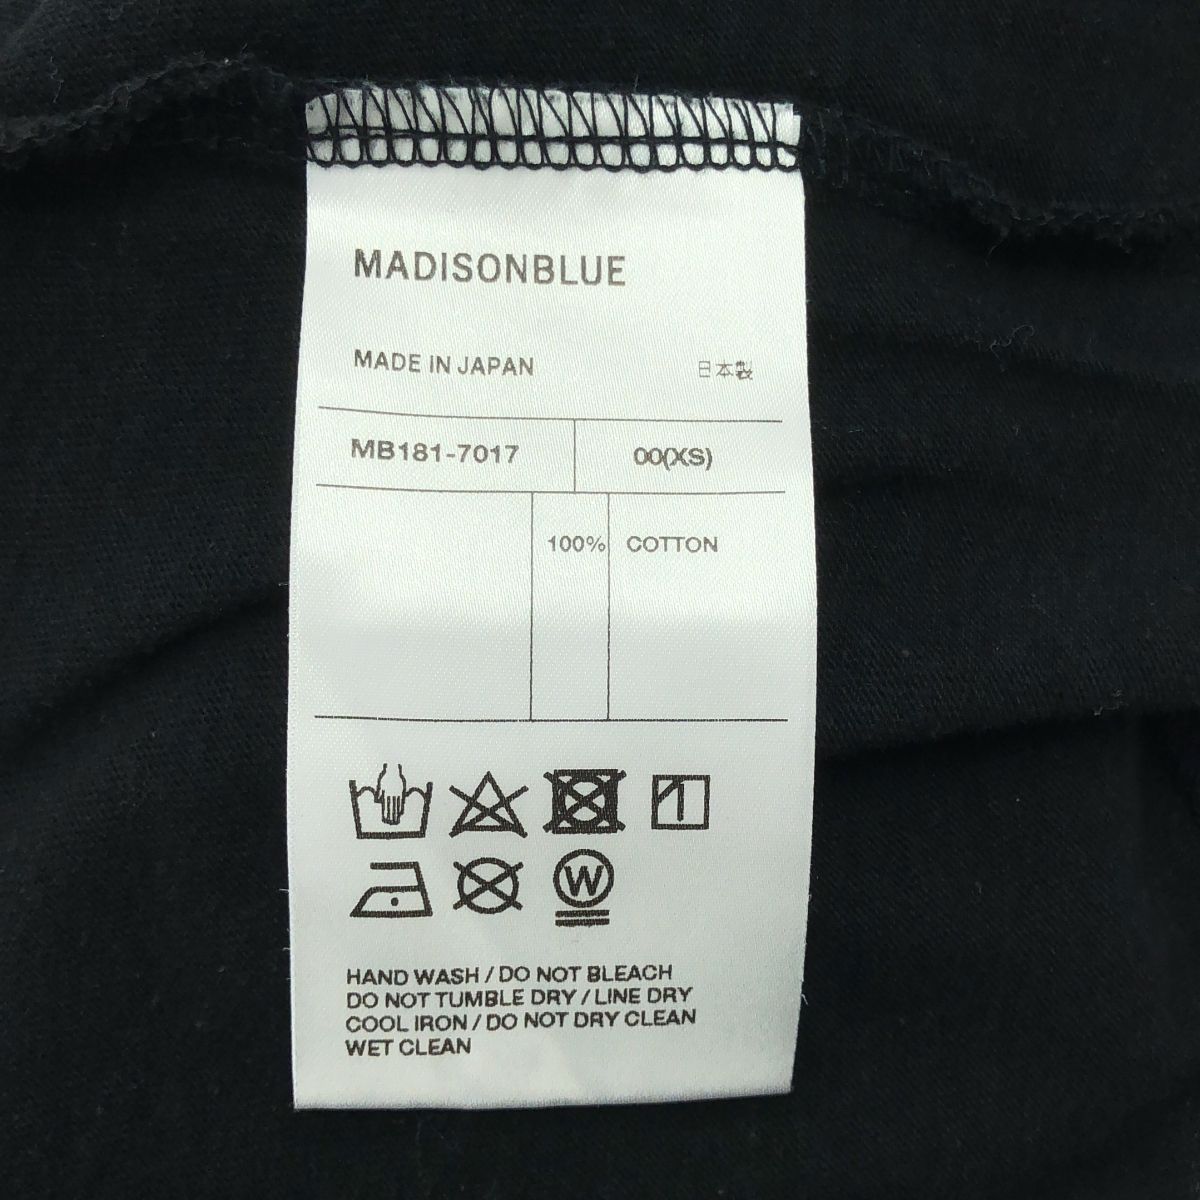 MADISONBLUE
MADE IN JAPAN 日本製
MB181-7017 00(XS)
100% COTTON
W
HAND WASH / DO NOT BLEACH
DO NOT TUMBLE DRY / LINE DRY
COOL IRON / DO NOT DRY CLEAN
WET CLEAN